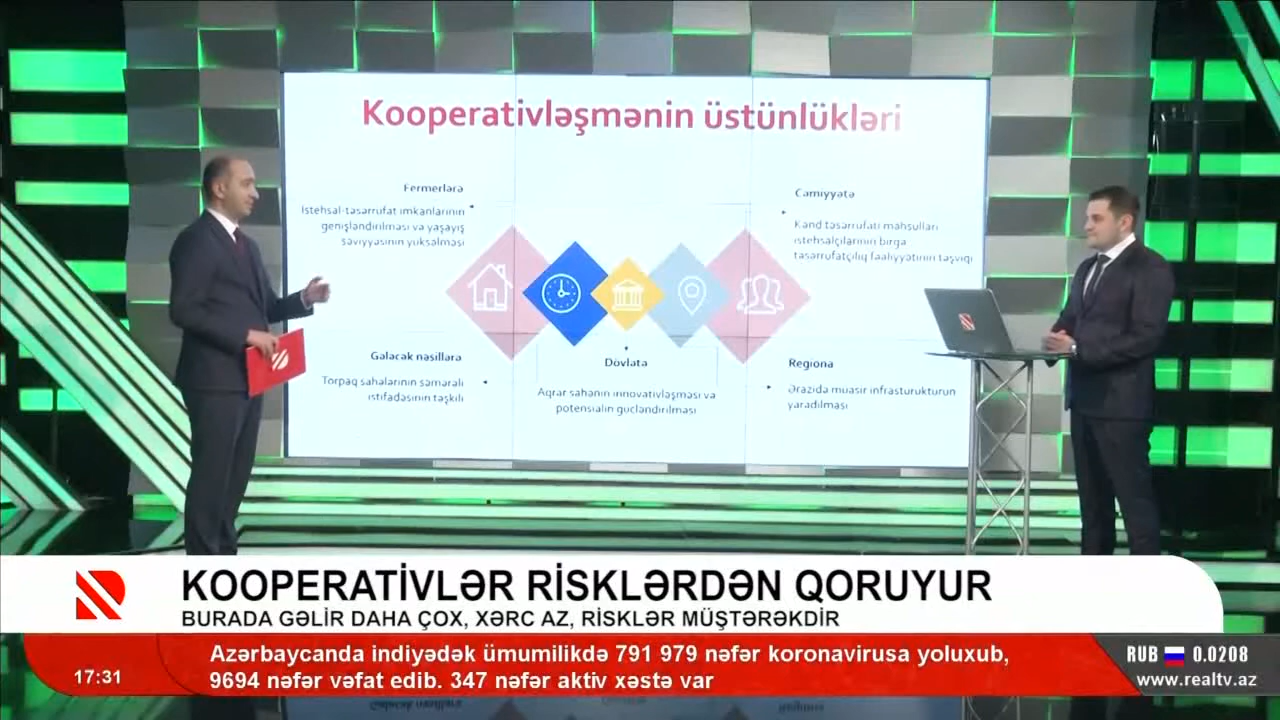 Kooperativləşmənin üstünlükləri
Fermerlərə
İstehsal-təsərrüfat imkanlarının
genişləndirilməsi və yaşayış
səviyyəsinin yüksəlməsi
Cəmiyyətə
Kənd təsərrüfatı məhsulları
istehsalçılarının birgə
təsərrüfatçılıq fəaliyyətinin təşviqi
Gələcək nəsillərə
Torpaq sahələrinin səmərəli
istifadəsinin təşkili
Dövlətə
Aqrar sahənin innovativləşməsi və
potensialın gücləndirilməsi
Regiona
Ərazidə müasir infrasturukturun
yaradılması
KOOPERATİVLƏR RİSKLƏRDƏN QORUYUR
BURADA GƏLİR DAHA ÇOX, XƏRC AZ, RİSKLƏR MÜŞTƏRƏKDİR
17:31
Azərbaycanda indiyədək ümumilikdə 791 979 nəfər koronavirusa yoluxub,
9694 nəfər vəfat edib. 347 nəfər aktiv xəstə var
RUB 0.0208
www.realtv.az